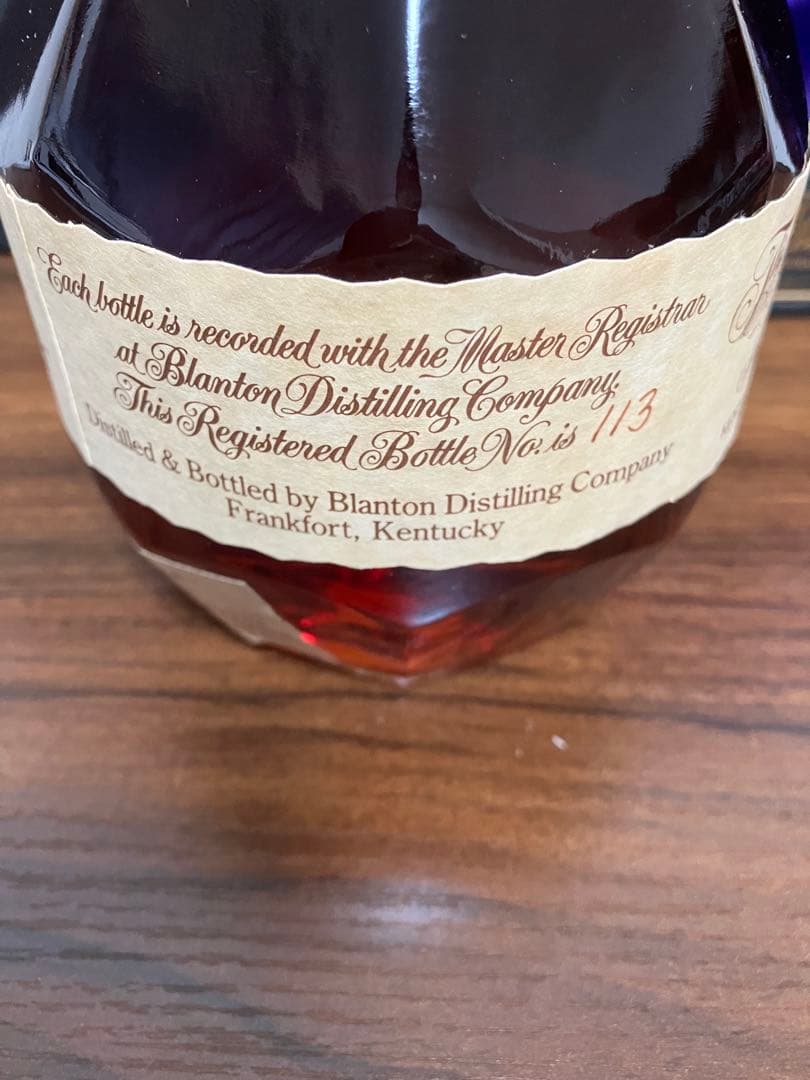 Each bottle is recorded with the Master Registrar
at Blanton Distilling Company.
This Registered Bottle No. is 113
Distilled & Bottled by Blanton Distilling Company
Frankfort, Kentucky